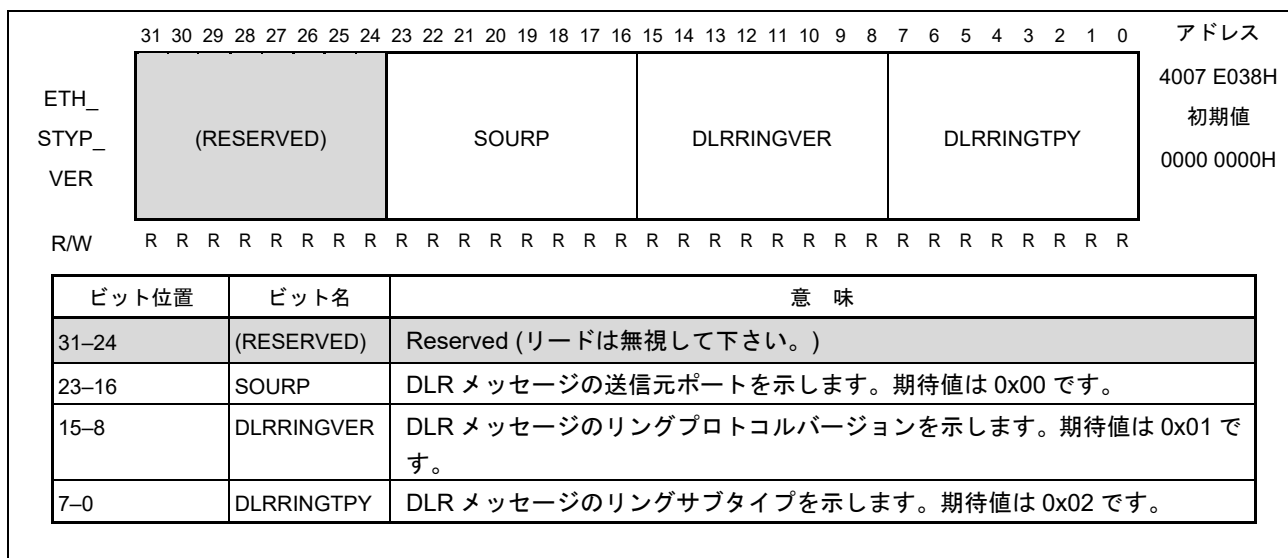 31 30 29 28 27 26 25 24 23 22 21 20 19 18 17 16 15 14 13 12 11 10 9 8 7 6 5 4 3 2 1 0 アドレス
4007 E038H
ETH_
初期値
STYP_ (RESERVED) SOURP DLRRINGVER DLRRINGTPY
0000 0000H
VER
R/W R R R R R R R R R R R R R R R R R R R R R R R R R R R R R R R R
ビット位置 ビット名 意 味
31–24 (RESERVED) Reserved (リードは無視して下さい。)
23–16 SOURP DLR メッセージの送信元ポートを示します。期待値は 0x00 です。
15–8 DLRRINGVER DLR メッセージのリングプロトコルバージョンを示します。期待値は 0x01 で
す。
7–0 DLRRINGTPY DLR メッセージのリングサブタイプを示します。期待値は 0x02 です。